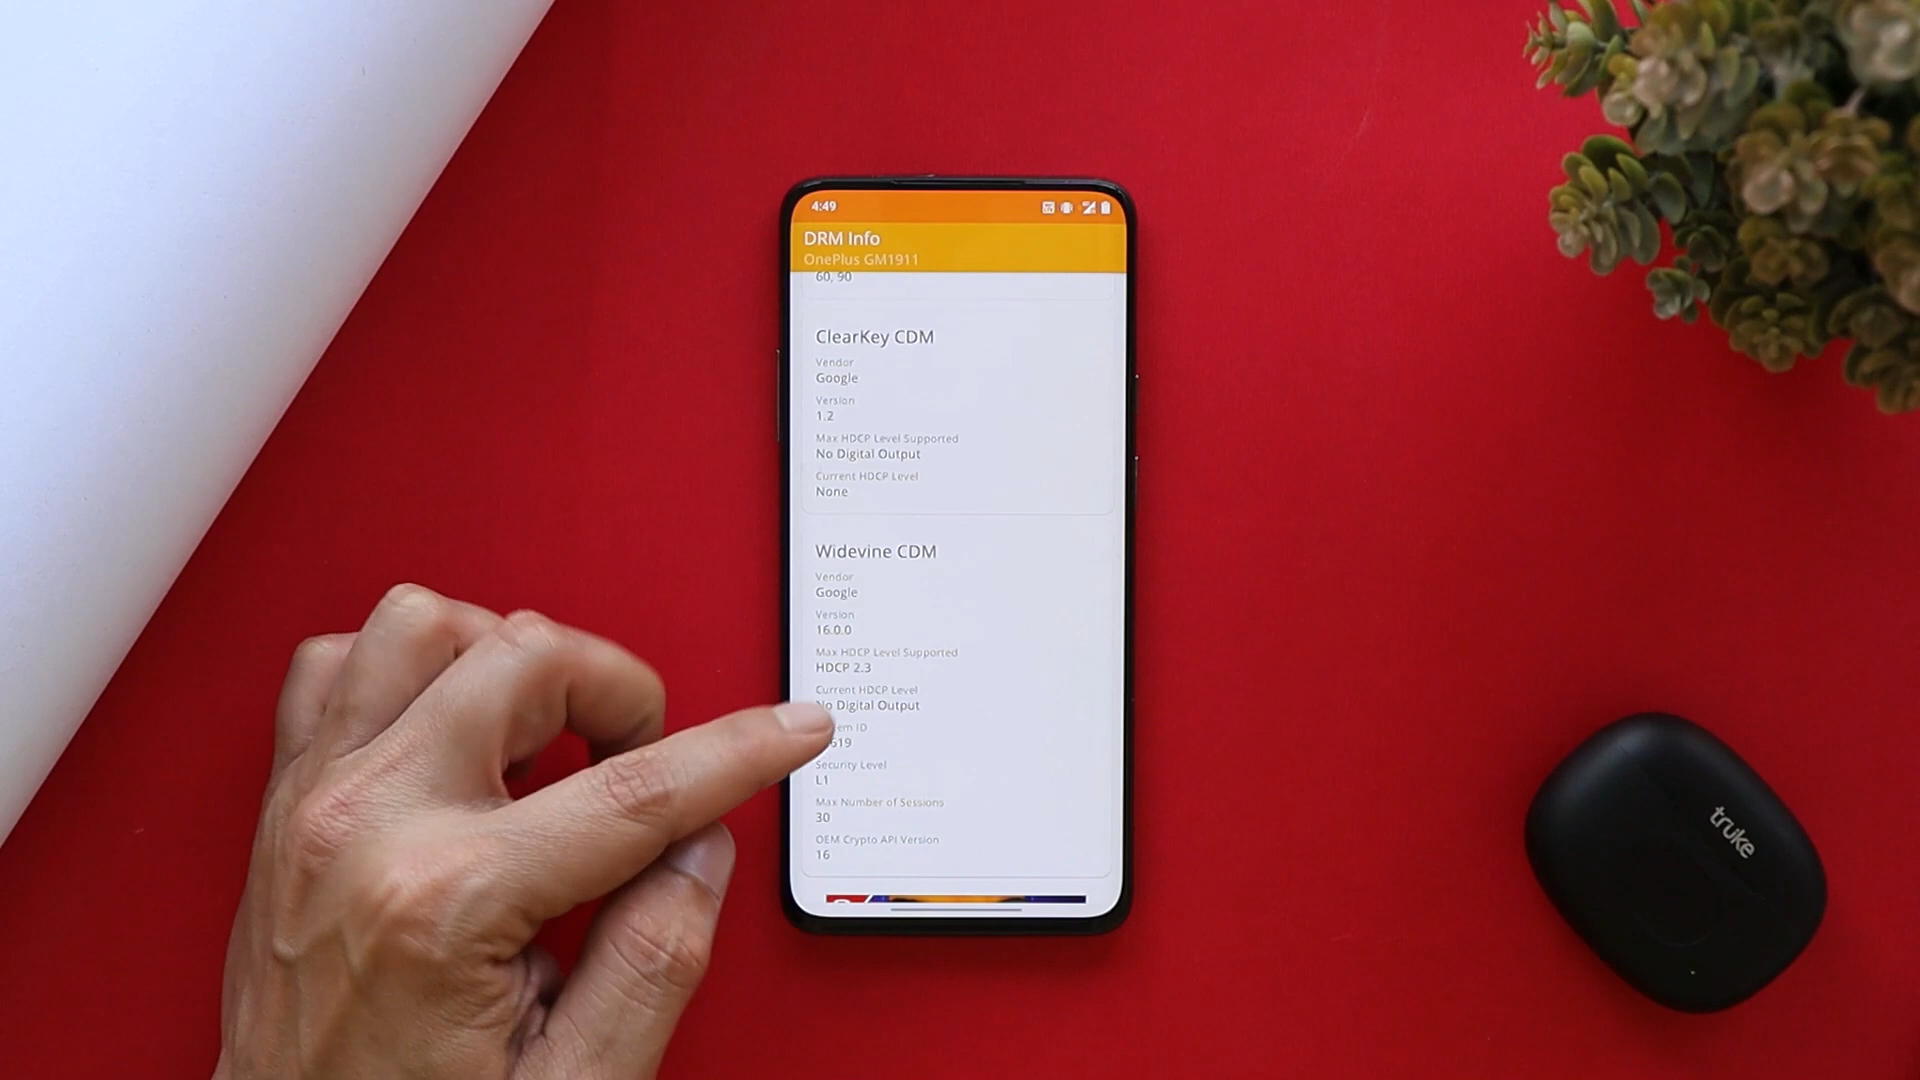 4:49
DRM Info
OnePlus GM1911
60, 90
ClearKey CDM
Vendor
Google
Version
1.2
Max HDCP Level Supported
No Digital Output
Current HDCP Level
None
Widevine CDM
Vendor
Google
Version
16.0.0
Max HDCP Level Supported
HDCP 2.3
Current HDCP Level
No Digital Output
ID
Security Level
L1
Max Number of Sessions
30
OEM Crypto API Version
16
truke